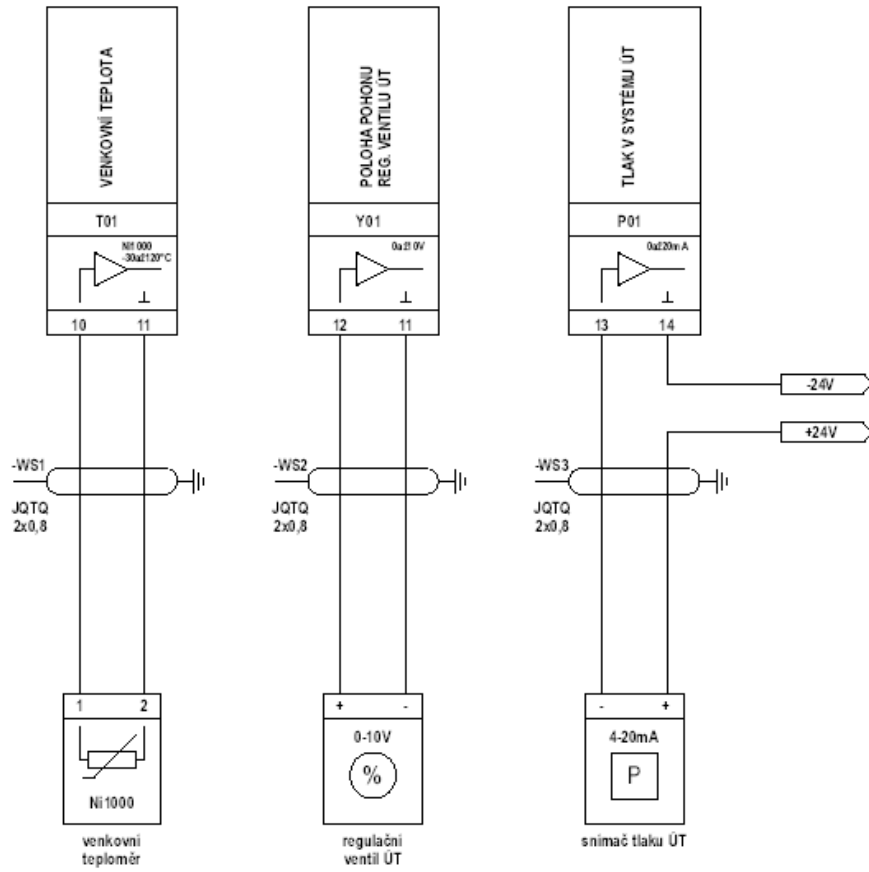 VENKOVNÍ TEPLOTA
T01
Ni1000
-30až120°C
10 11
-WS1
JQTQ
2x0,8
1 2
Ni1000
venkovní
teploměr
POLOHA POHONU
REG. VENTILU ÚT
Y01
0až10V
12 11
-WS2
JQTQ
2x0,8
+ -
0-10V
%
regulační
ventil ÚT
TLAK V SYSTÉMU ÚT
P01
0až20mA
13 14
-24V
+24V
-WS3
JQTQ
2x0,8
- +
4-20mA
P
snímač tlaku ÚT